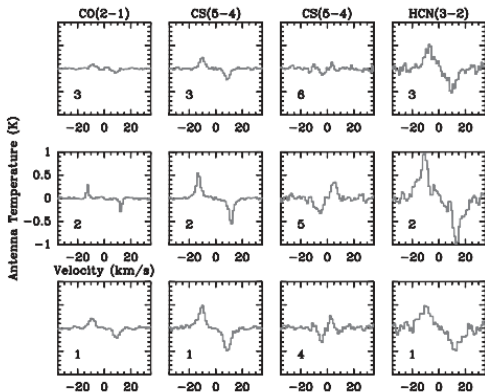 CO(2-1) CS(5-4) CS(5-4) HCN(3-2)
3 3 6 3
-20 0 20 -20 0 20 -20 0 20 -20 0 20
Antenna Temperature (K)
1
0.5
0
-0.5
-1
2 2 5 2
Velocity (km/s)
-20 0 20 -20 0 20 -20 0 20
1 1 4 1
-20 0 20 -20 0 20 -20 0 20 -20 0 20